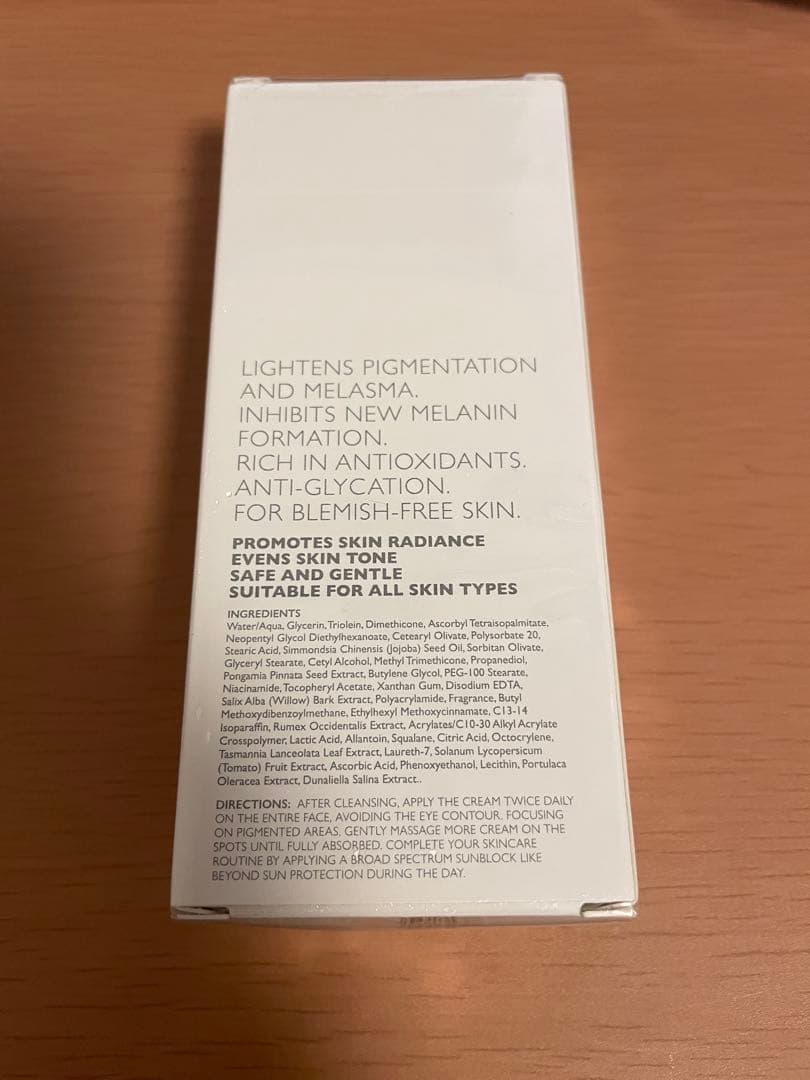 LIGHTENS PIGMENTATION
AND MELASMA.
INHIBITS NEW MELANIN
FORMATION.
RICH IN ANTIOXIDANTS.
ANTI-GLYCATION.
FOR BLEMISH-FREE SKIN.
PROMOTES SKIN RADIANCE
EVENS SKIN TONE
SAFE AND GENTLE
SUITABLE FOR ALL SKIN TYPES
INGREDIENTS
Water/Aqua, Glycerin, Triolein, Dimethicone, Ascorbyl Tetraisopalmitate,
Neopentyl Glycol Diethylhexanoate, Cetearyl Olivate, Polysorbate 20,
Stearic Acid, Simmondsia Chinensis (Jojoba) Seed Oil, Sorbitan Olivate,
Glyceryl Stearate, Cetyl Alcohol, Methyl Trimethicone, Propanediol,
Pongamia Pinnata Seed Extract, Butylene Glycol, PEG-100 Stearate,
Niacinamide, Tocopheryl Acetate, Xanthan Gum, Disodium EDTA,
Salix Alba (Willow) Bark Extract, Polyacrylamide, Fragrance, Butyl
Methoxydibenzoylmethane, Ethylhexyl Methoxycinnamate, C13-14
Isoparaffin, Rumex Occidentalis Extract, Acrylates/C10-30 Alkyl Acrylate
Crosspolymer, Lactic Acid, Allantoin, Squalane, Citric Acid, Octocrylene,
Tasmannia Lanceolata Leaf Extract, Laureth-7, Solanum Lycopersicum
(Tomato) Fruit Extract, Ascorbic Acid, Phenoxyethanol, Lecithin, Portulaca
Oleracea Extract, Dunaliella Salina Extract..
DIRECTIONS: AFTER CLEANSING, APPLY THE CREAM TWICE DAILY
ON THE ENTIRE FACE, AVOIDING THE EYE CONTOUR. FOCUSING
ON PIGMENTED AREAS, GENTLY MASSAGE MORE CREAM ON THE
SPOTS UNTIL FULLY ABSORBED. COMPLETE YOUR SKINCARE
ROUTINE BY APPLYING A BROAD SPECTRUM SUNBLOCK LIKE
BEYOND SUN PROTECTION DURING THE DAY.